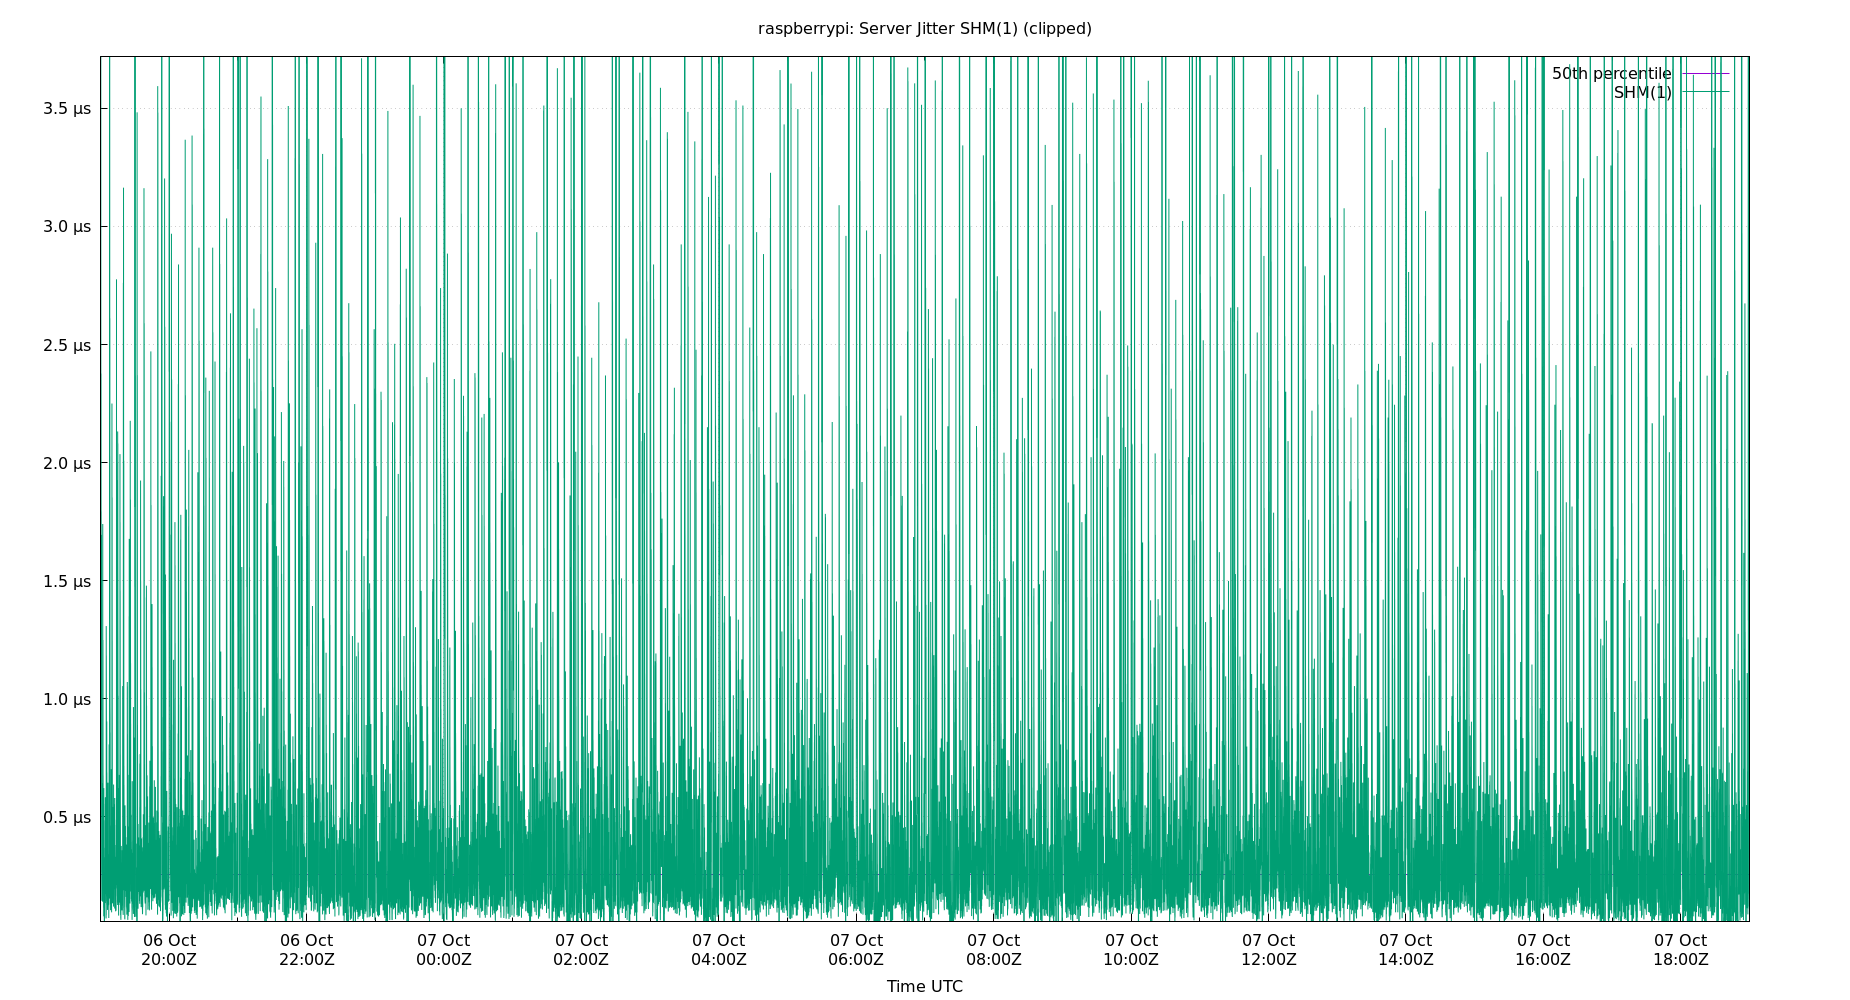 raspberrypi: Server Jitter SHM(1) (clipped)
50th percentile
SHM(1)
3.5 μs
3.0 μs
2.5 μs
2.0 μs
1.5 μs
1.0 μs
0.5 μs
06 Oct 06 Oct 07 Oct 07 Oct 07 Oct 07 Oct 07 Oct 07 Oct 07 Oct 07 Oct 07 Oct 07 Oct
20:00Z 22:00Z 00:00Z 02:00Z 04:00Z 06:00Z 08:00Z 10:00Z 12:00Z 14:00Z 16:00Z 18:00Z
Time UTC